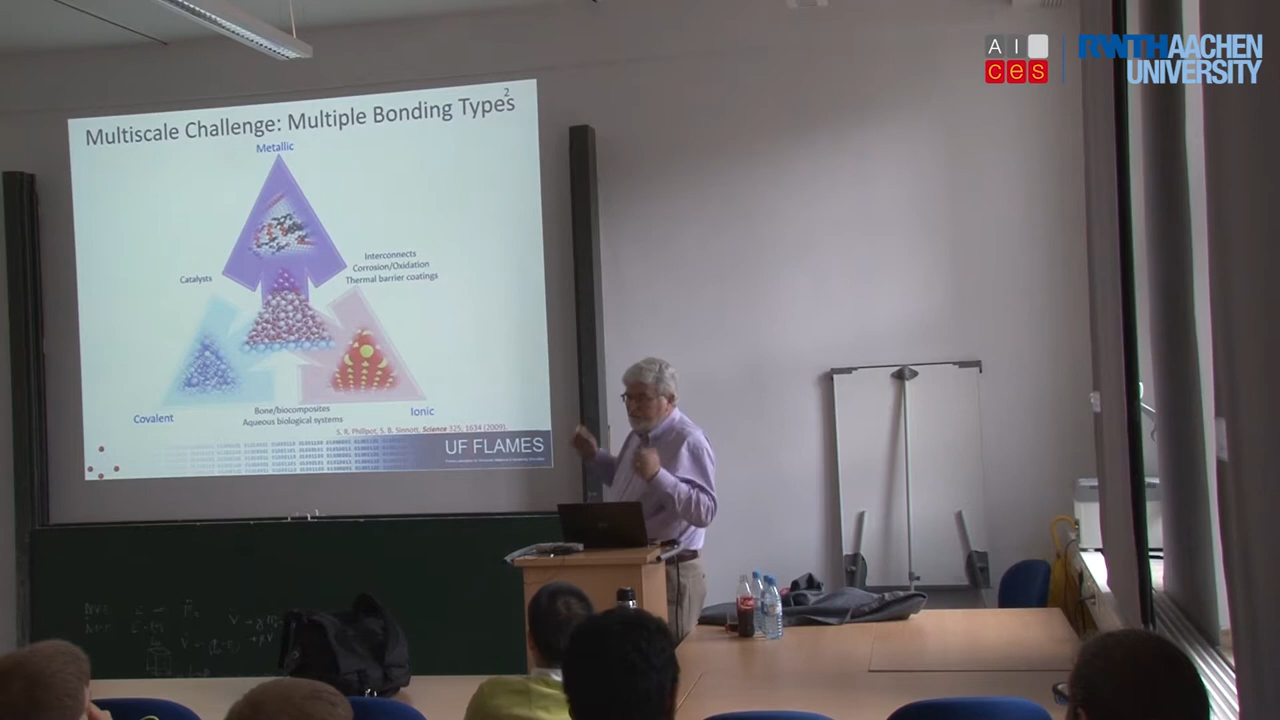 AI
ces
RWTHAACHEN
UNIVERSITY
2
Multiscale Challenge: Multiple Bonding Types
Metallic
Catalysts
Interconnects
Corrosion/Oxidation
Thermal barrier coatings
Covalent
Bone/biocomposites
Aqueous biological systems
Ionic
S. R. Phillpot, S. B. Sinnott, Science 325, 1634 (2009).
UF FLAMES